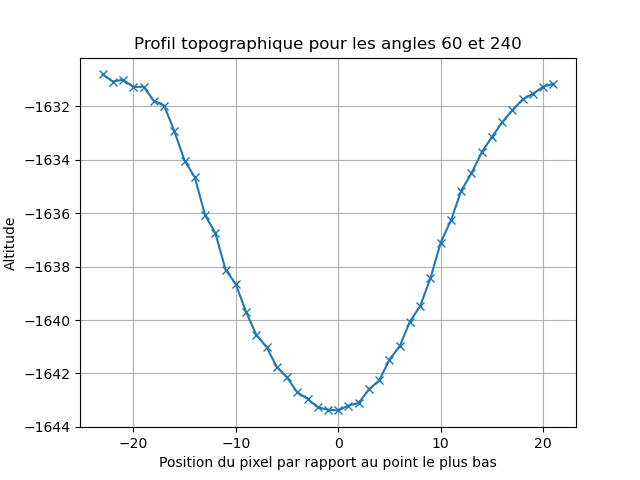 Profil topographique pour les angles 60 et 240
Altitude
−1632
−1634
−1636
−1638
−1640
−1642
−1644
−20 −10 0 10 20
Position du pixel par rapport au point le plus bas